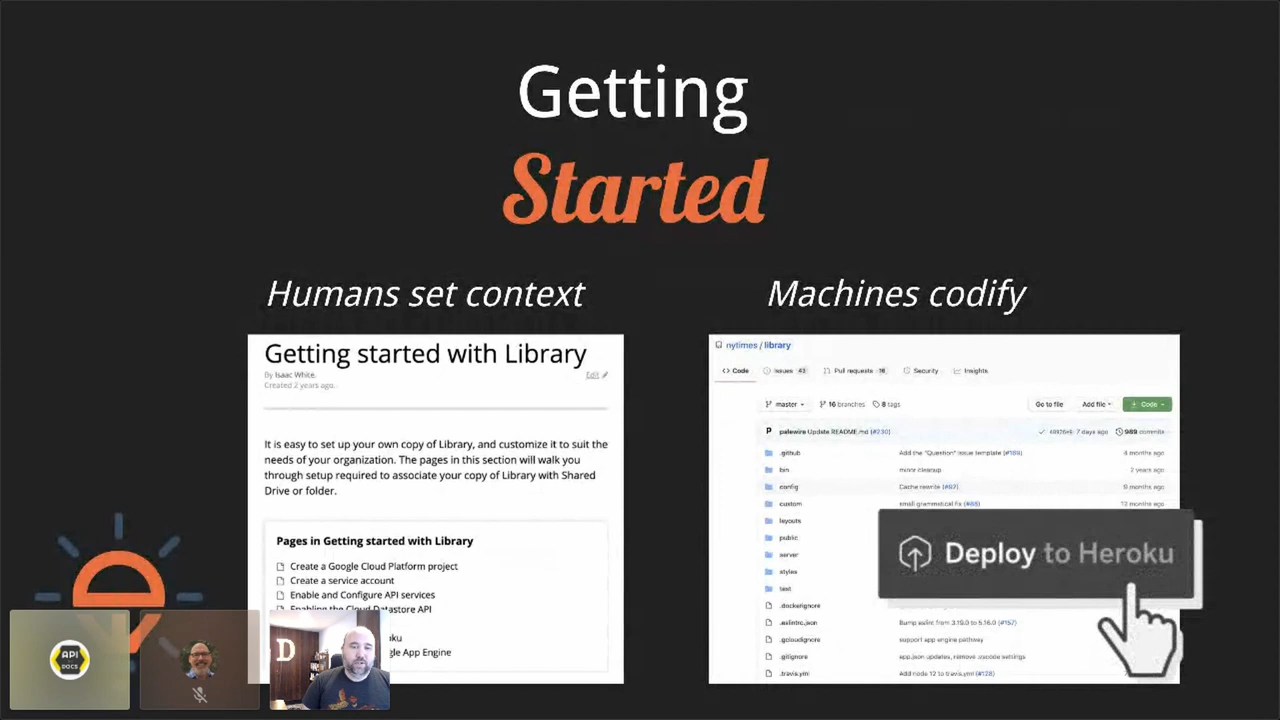 Getting
Started
Humans set context
Machines codify
Getting started with Library
By Isaac White.
Edit
Created 2 years ago.
It is easy to set up your own copy of Library, and customize it to suit the
needs of your organization. The pages in this section will walk you
through setup required to associate your copy of Library with Shared
Drive or folder.
Pages in Getting started with Library
Create a Google Cloud Platform project
Create a service account
Enable and Configure API services
Enabling the Cloud Datastore API
gle App Engine
nytimes / library
Code Issues 43 Pull requests 16 Security Insights
master 16 branches 8 tags Go to file Add file Code
palewire Update README.md (#230) 7 days ago 989 commits
.github Add the "Question" issue template (#189) 4 months ago
bin minor cleanup 2 years ago
config Cache rewrite (#92) 9 months ago
custom small grammatical fix (#88) 12 months ago
layouts
public
server
styles
test
Deploy to Heroku
.dockerignore
.eslintrc.json Bump eslint from 3.19.0 to 5.16.0 (#157)
.gcloudignore support app engine pathway
.gitignore app.json updates, remove .vscode settings
.travis.yml Add node 12 to travis.yml (#128)
API
DOCS
D